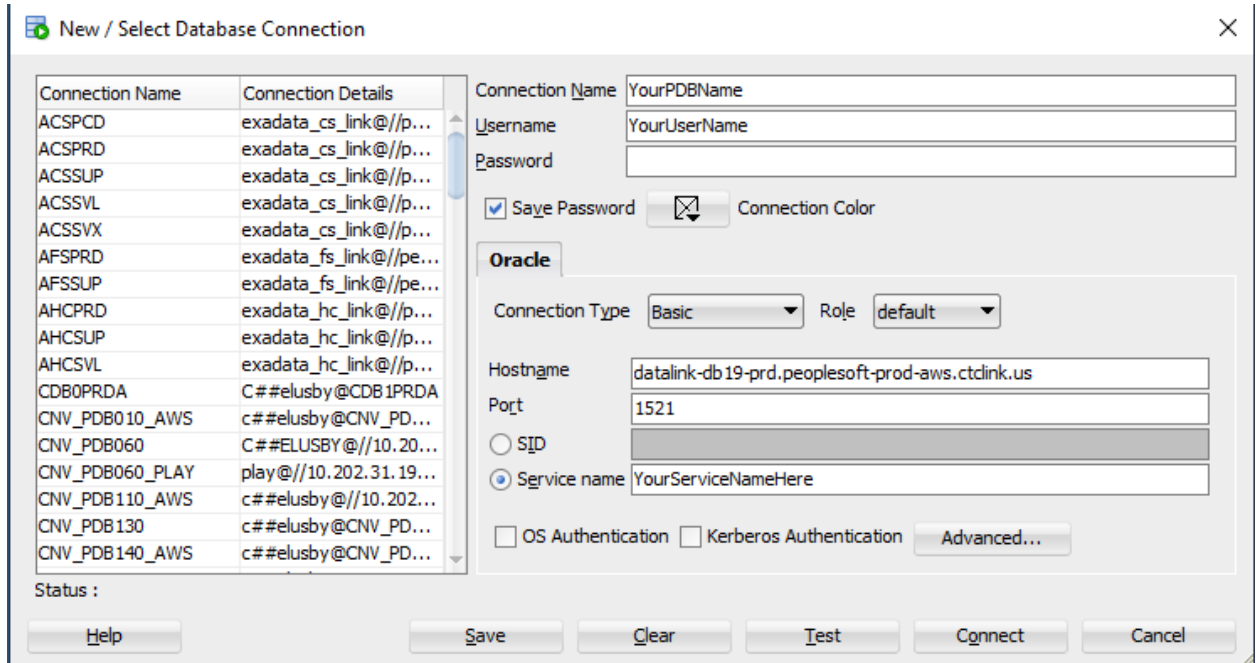 New / Select Database Connection
Connection Name Connection Details
ACSPCD exadata_cs_link@//p...
ACSPRD exadata_cs_link@//p...
ACSSUP exadata_cs_link@//p...
ACSSVL exadata_cs_link@//p...
ACSSVX exadata_cs_link@//p...
AFSPRD exadata_fs_link@//pe...
AFSSUP exadata_fs_link@//pe...
AHCPRD exadata_hc_link@//p...
AHCSUP exadata_hc_link@//p...
AHCSVL exadata_hc_link@//p...
CDB0PRDA C##elusby@CDB1PRDA
CNV_PDB010_AWS c##elusby@CNV_PD...
CNV_PDB060 C##ELUSBY@//10.20...
CNV_PDB060_PLAY play@//10.202.31.19...
CNV_PDB110_AWS c##elusby@//10.202...
CNV_PDB130 c##elusby@CNV_PD...
CNV_PDB140_AWS c##elusby@CNV_PD...
Connection Name YourPDBName
Username YourUserName
Password
Save Password Connection Color
Oracle
Connection Type Basic Role default
Hostname datalink-db19-prd.peoplesoft-prod-aws.ctclink.us
Port 1521
SID
Service name YourServiceNameHere
OS Authentication Kerberos Authentication Advanced...
Status :
Help Save Clear Test Connect Cancel